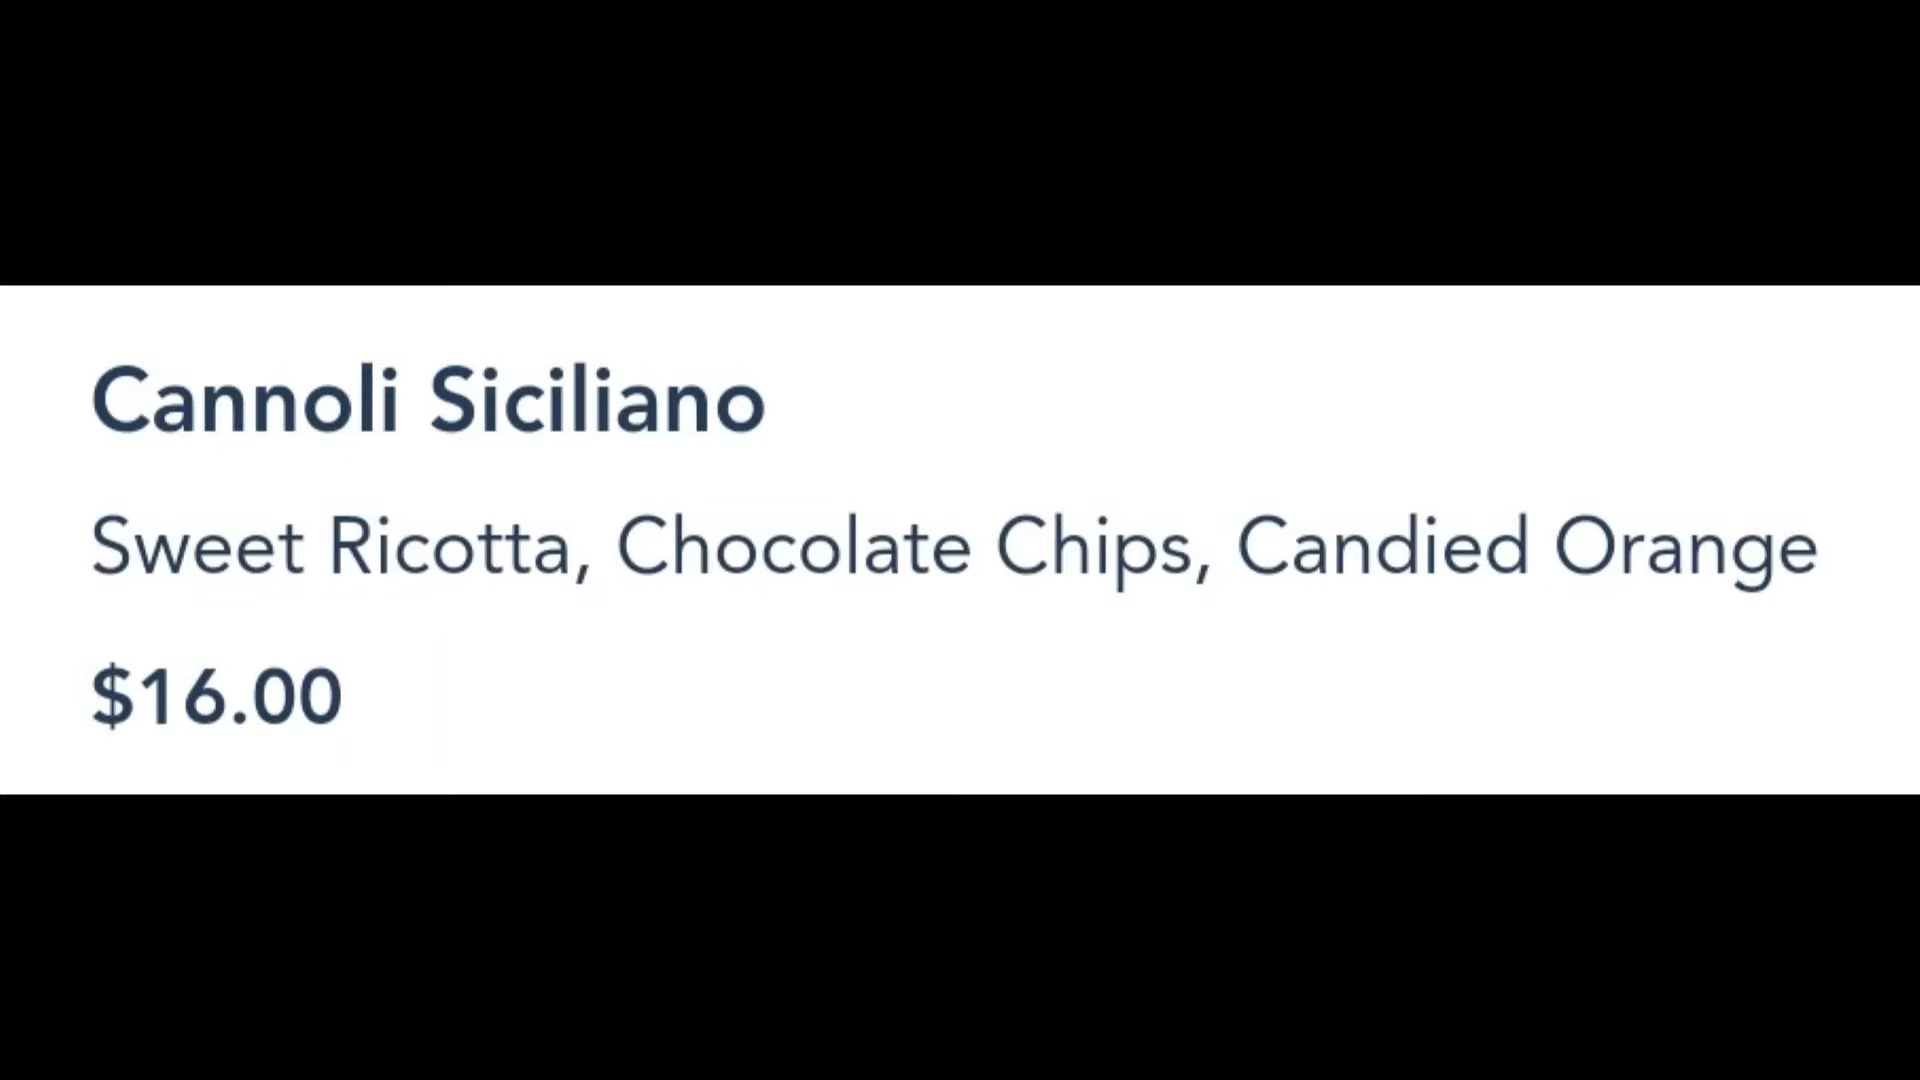 Cannoli Siciliano
Sweet Ricotta, Chocolate Chips, Candied Orange
$16.00